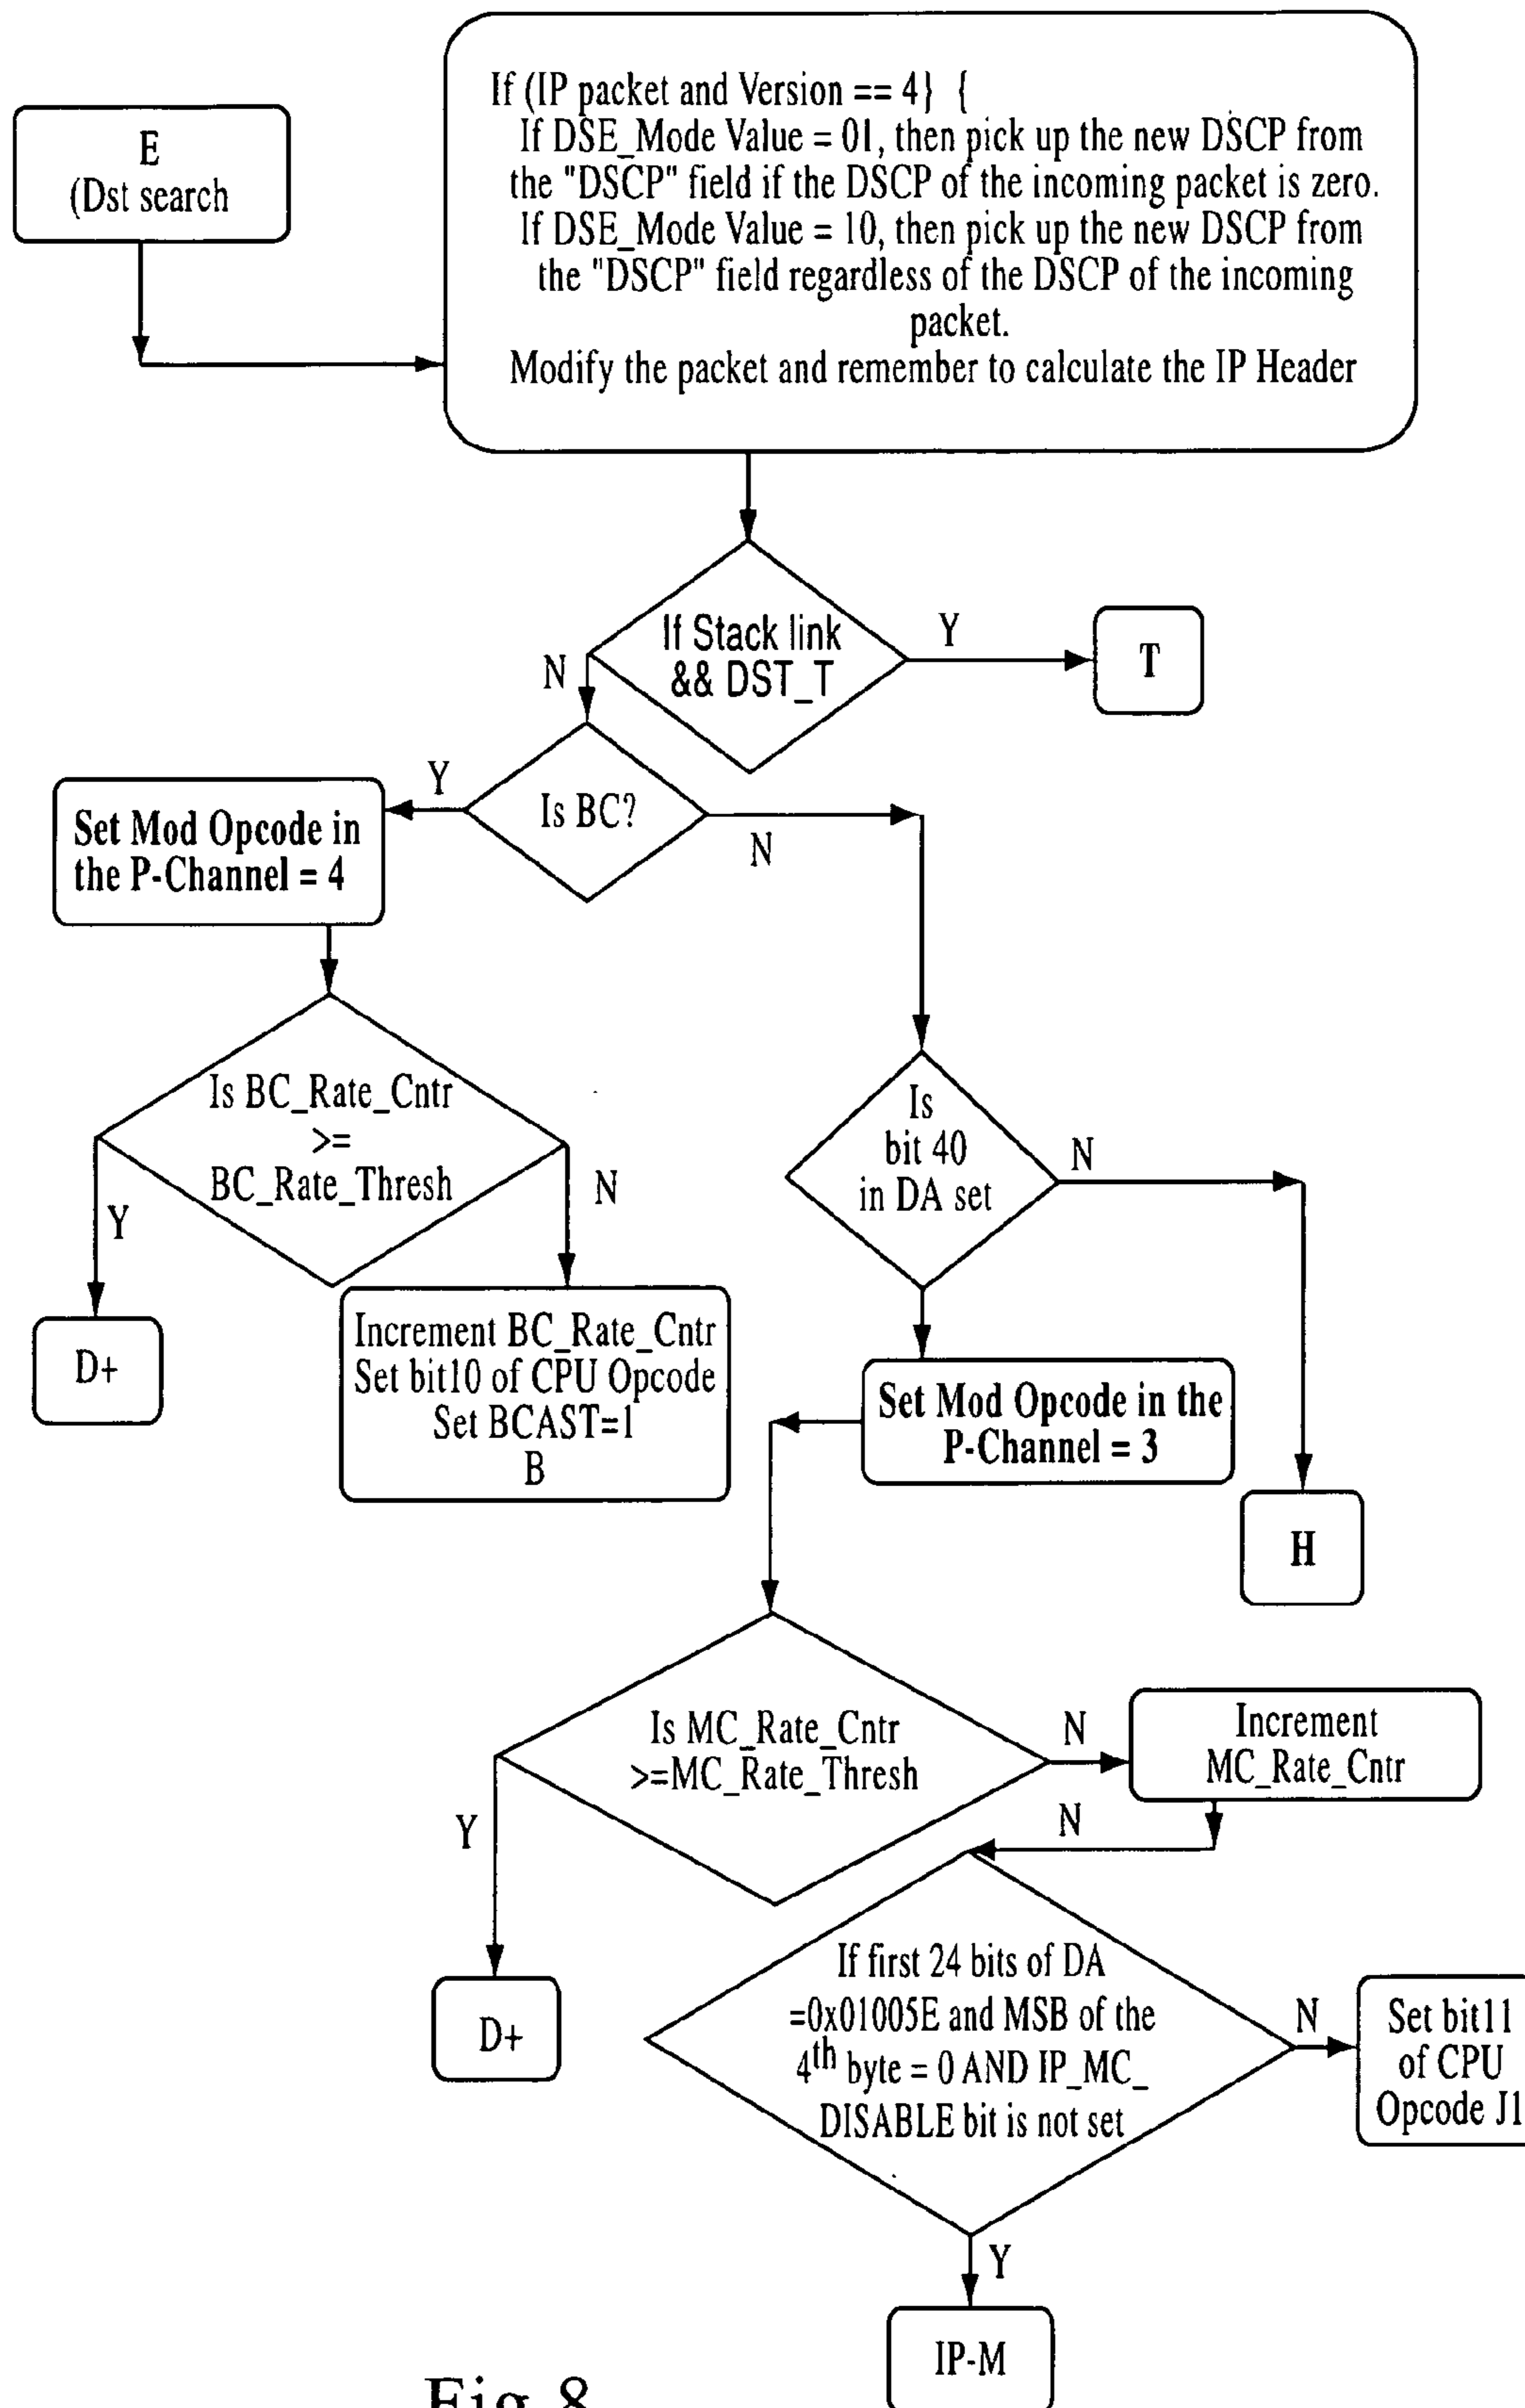 E
(Dst search
If (IP packet and Version == 4}  {
If DSE_Mode Value = 01, then pick up the new DSCP from
the "DSCP" field if the DSCP of the incoming packet is zero.
If DSE_Mode Value = 10, then pick up the new DSCP from
the "DSCP" field regardless of the DSCP of the incoming
packet.
Modify the packet and remember to calculate the IP Header
If Stack link
&& DST_T
Y
T
N
Is BC?
Y
N
Set Mod Opcode in
the P-Channel = 4
Is BC_Rate_Cntr
>=
BC_Rate_Thresh
Y
N
D+
Increment BC_Rate_Cntr
Set bit10 of CPU Opcode
Set BCAST=1
B
Is
bit 40
in DA set
N
Set Mod Opcode in the
P-Channel = 3
H
Is MC_Rate_Cntr
>=MC_Rate_Thresh
N
Increment
MC_Rate_Cntr
Y
N
D+
If first 24 bits of DA
=0x01005E and MSB of the
4th byte = 0 AND IP_MC_
DISABLE bit is not set
N
Set bit11
of CPU
Opcode J1
Y
IP-M
Fig.8